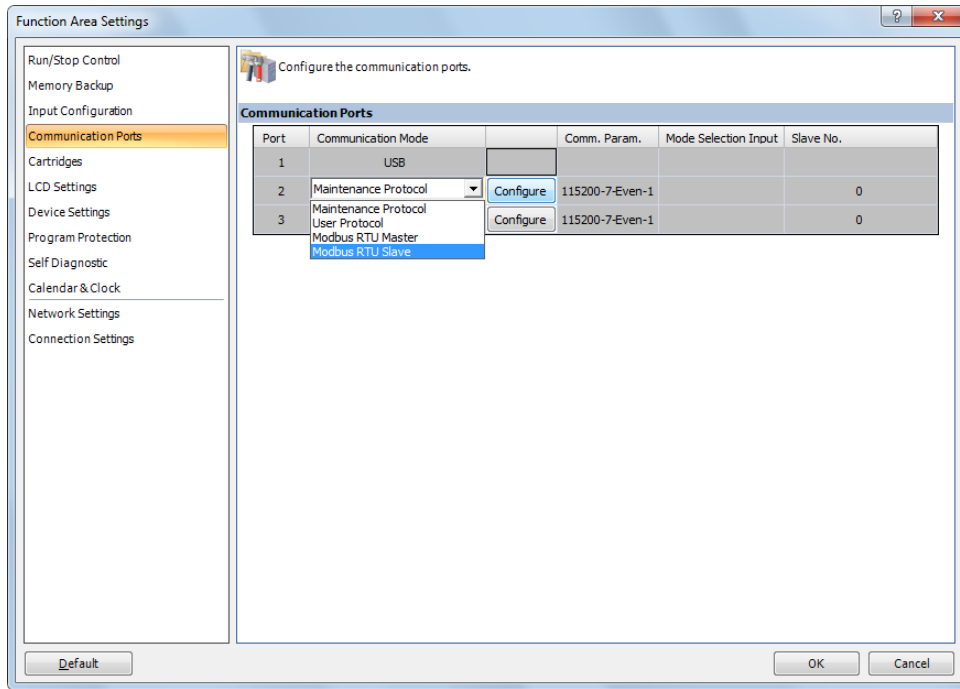 Function Area Settings
Run/Stop Control
Memory Backup
Input Configuration
Communication Ports
Cartridges
LCD Settings
Device Settings
Program Protection
Self Diagnostic
Calendar & Clock
Network Settings
Connection Settings
Configure the communication ports.
Communication Ports
Port Communication Mode Comm. Param. Mode Selection Input Slave No.
1 USB
2 Maintenance Protocol Configure 115200-7-Even-1 0
3 Configure 115200-7-Even-1 0
Maintenance Protocol
User Protocol
Modbus RTU Master
Modbus RTU Slave
Default OK Cancel